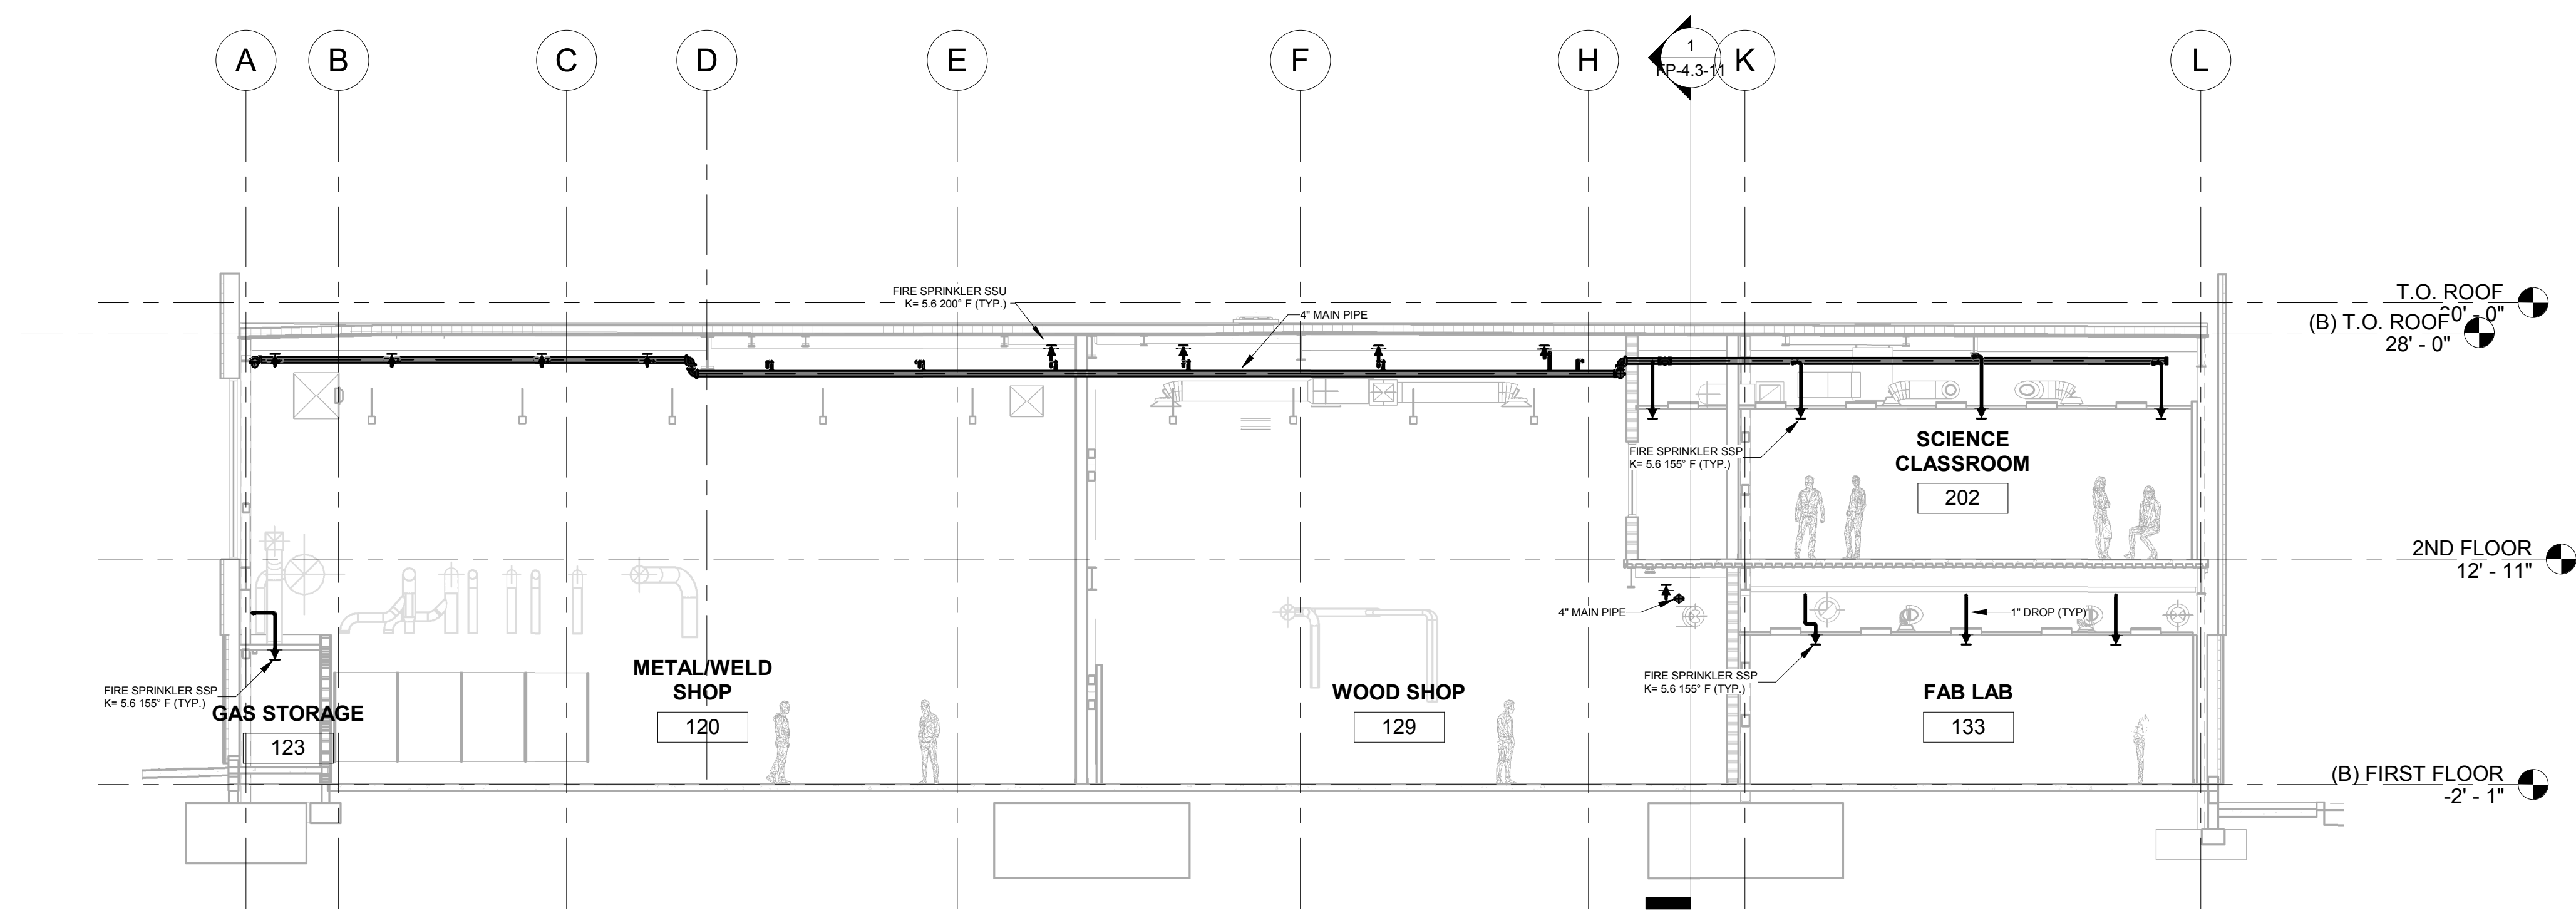 A
B
C
D
E
F
H
1
FP-4.3-11
K
L
FIRE SPRINKLER SSU
K= 5.6 200° F (TYP.)
4" MAIN PIPE
T.O. ROOF
30' - 0"
(B) T.O. ROOF
28' - 0"
FIRE SPRINKLER SSP
K= 5.6 155° F (TYP.)
SCIENCE
CLASSROOM
202
2ND FLOOR
12' - 11"
4" MAIN PIPE
1" DROP (TYP)
FIRE SPRINKLER SSP
K= 5.6 155° F (TYP.)
GAS STORAGE
123
METAL/WELD
SHOP
120
WOOD SHOP
129
FIRE SPRINKLER SSP
K= 5.6 155° F (TYP.)
FAB LAB
133
(B) FIRST FLOOR
-2' - 1"